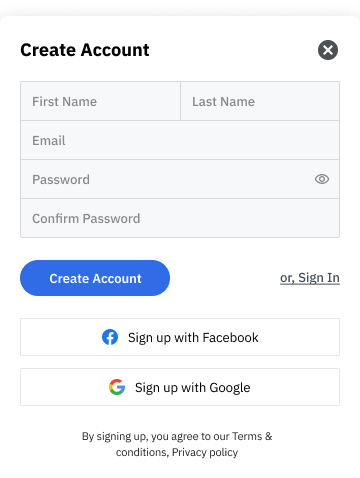 Create Account
First Name
Last Name
Email
Password
Confirm Password
Create Account
or, Sign In
Sign up with Facebook
Sign up with Google
By signing up, you agree to our Terms &
conditions, Privacy policy